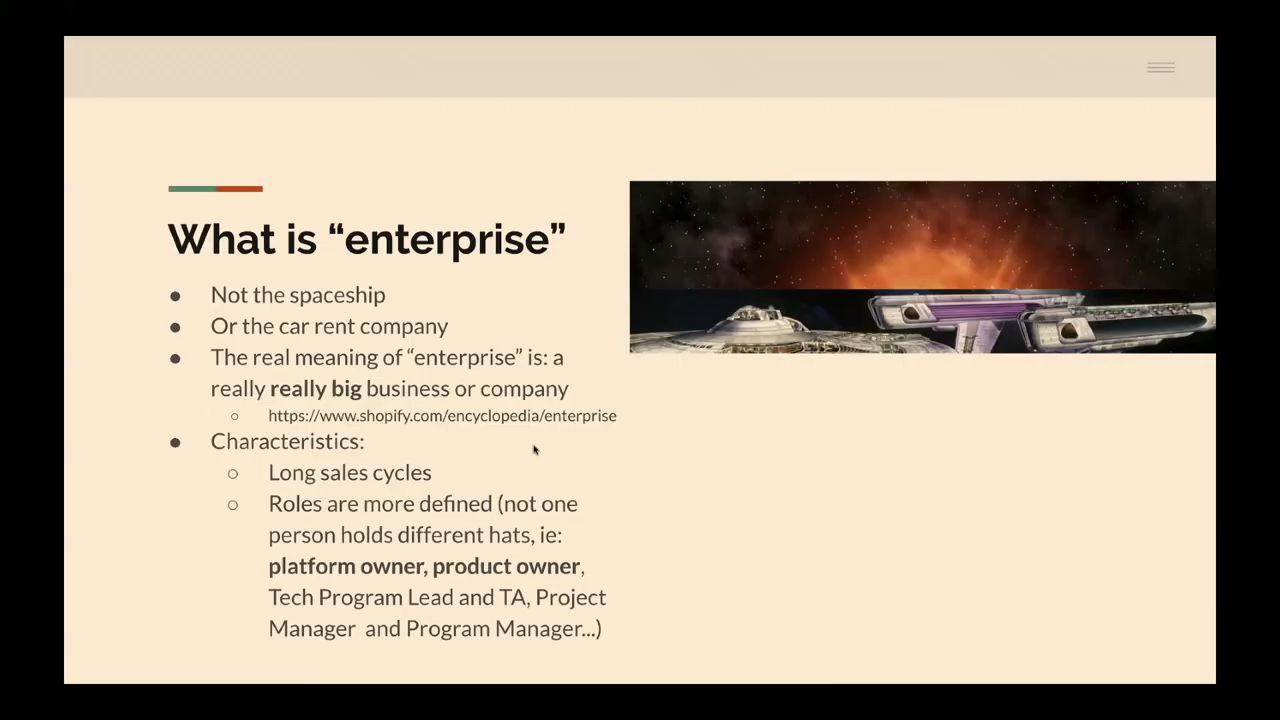 What is “enterprise”
● Not the spaceship
● Or the car rent company
● The real meaning of “enterprise” is: a
really really big business or company
○ https://www.shopify.com/encyclopedia/enterprise
● Characteristics:
○ Long sales cycles
○ Roles are more defined (not one
person holds different hats, ie:
platform owner, product owner,
Tech Program Lead and TA, Project
Manager  and Program Manager...)